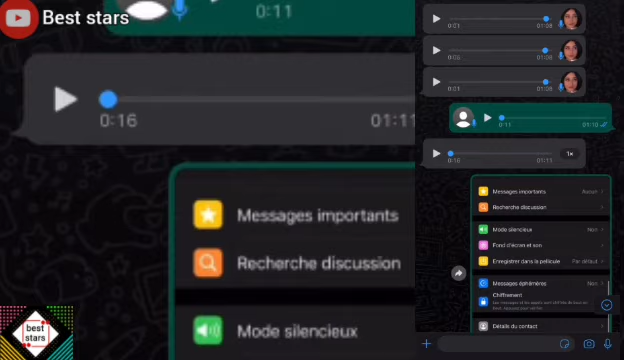 Best stars
0:11
0:16
01:11
Messages importants
Recherche discussion
Mode silencieux
best
stars
0:01
01:08
01:08
0:01
01:08
0:11
01:10
0:16
01:11
1x
Messages importants
Aucun
Recherche discussion
Mode silencieux
Non
Fond d'écran et son
Enregistrer dans la pellicule
Par défaut
Messages éphémères
Non
Chiffrement
Détails du contact